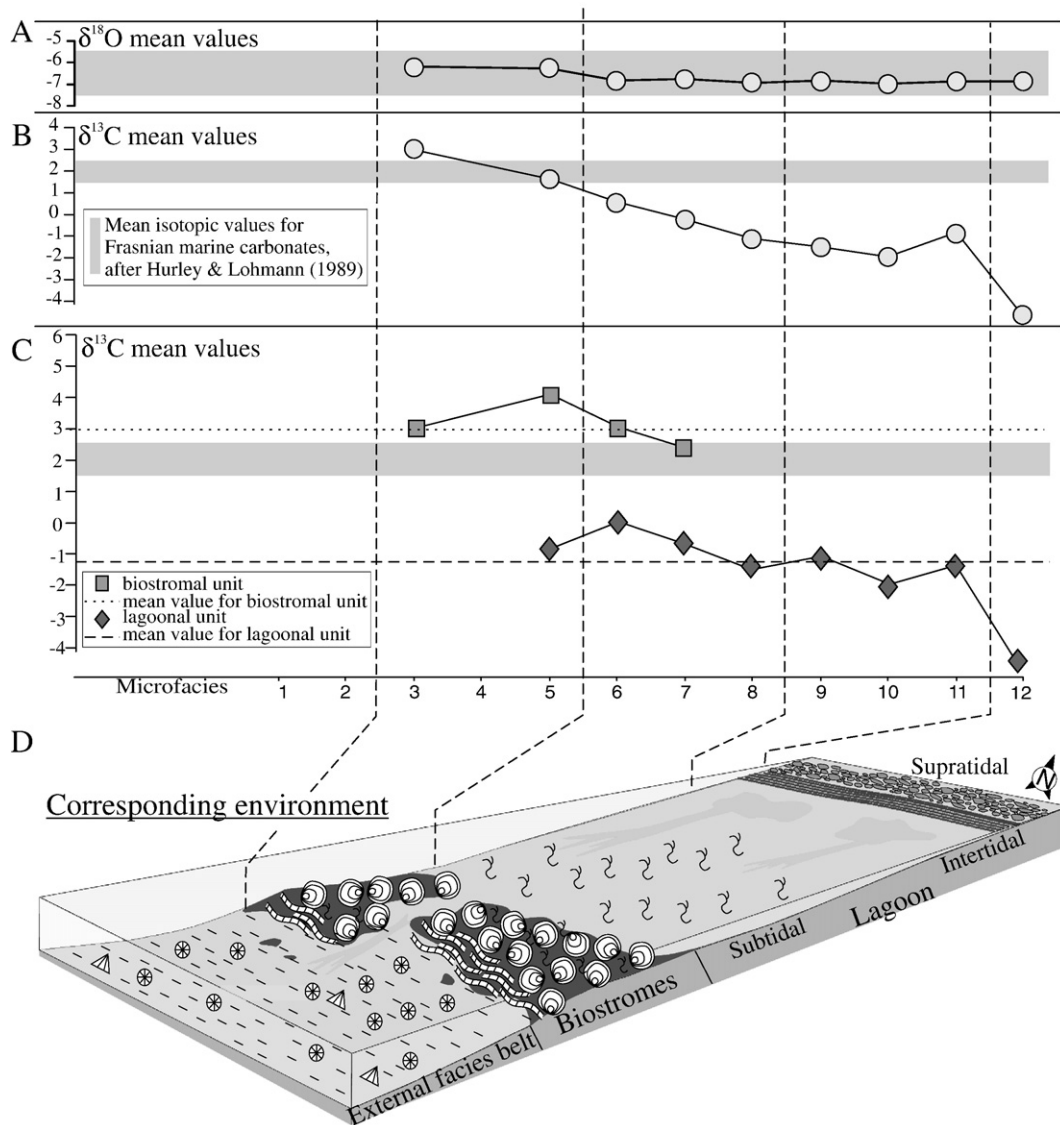 A
δ18O mean values
-5
-6
-7
-8
B
δ13C mean values
4
3
2
1
0
-1
-2
-3
-4
Mean isotopic values for
Frasnian marine carbonates,
after Hurley & Lohmann (1989)
C
δ13C mean values
6
5
4
3
2
1
0
-1
-2
-3
-4
biostromal unit
mean value for biostromal unit
lagoonal unit
mean value for lagoonal unit
Microfacies 1 2 3 4 5 6 7 8 9 10 11 12
D
Corresponding environment
Supratidal
N
Intertidal
Lagoon
Subtidal
Biostromes
External facies belt